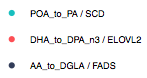 POA_to_PA / SCD
DHA_to_DPA_n3 / ELOVL2
AA_to_DGLA / FADS